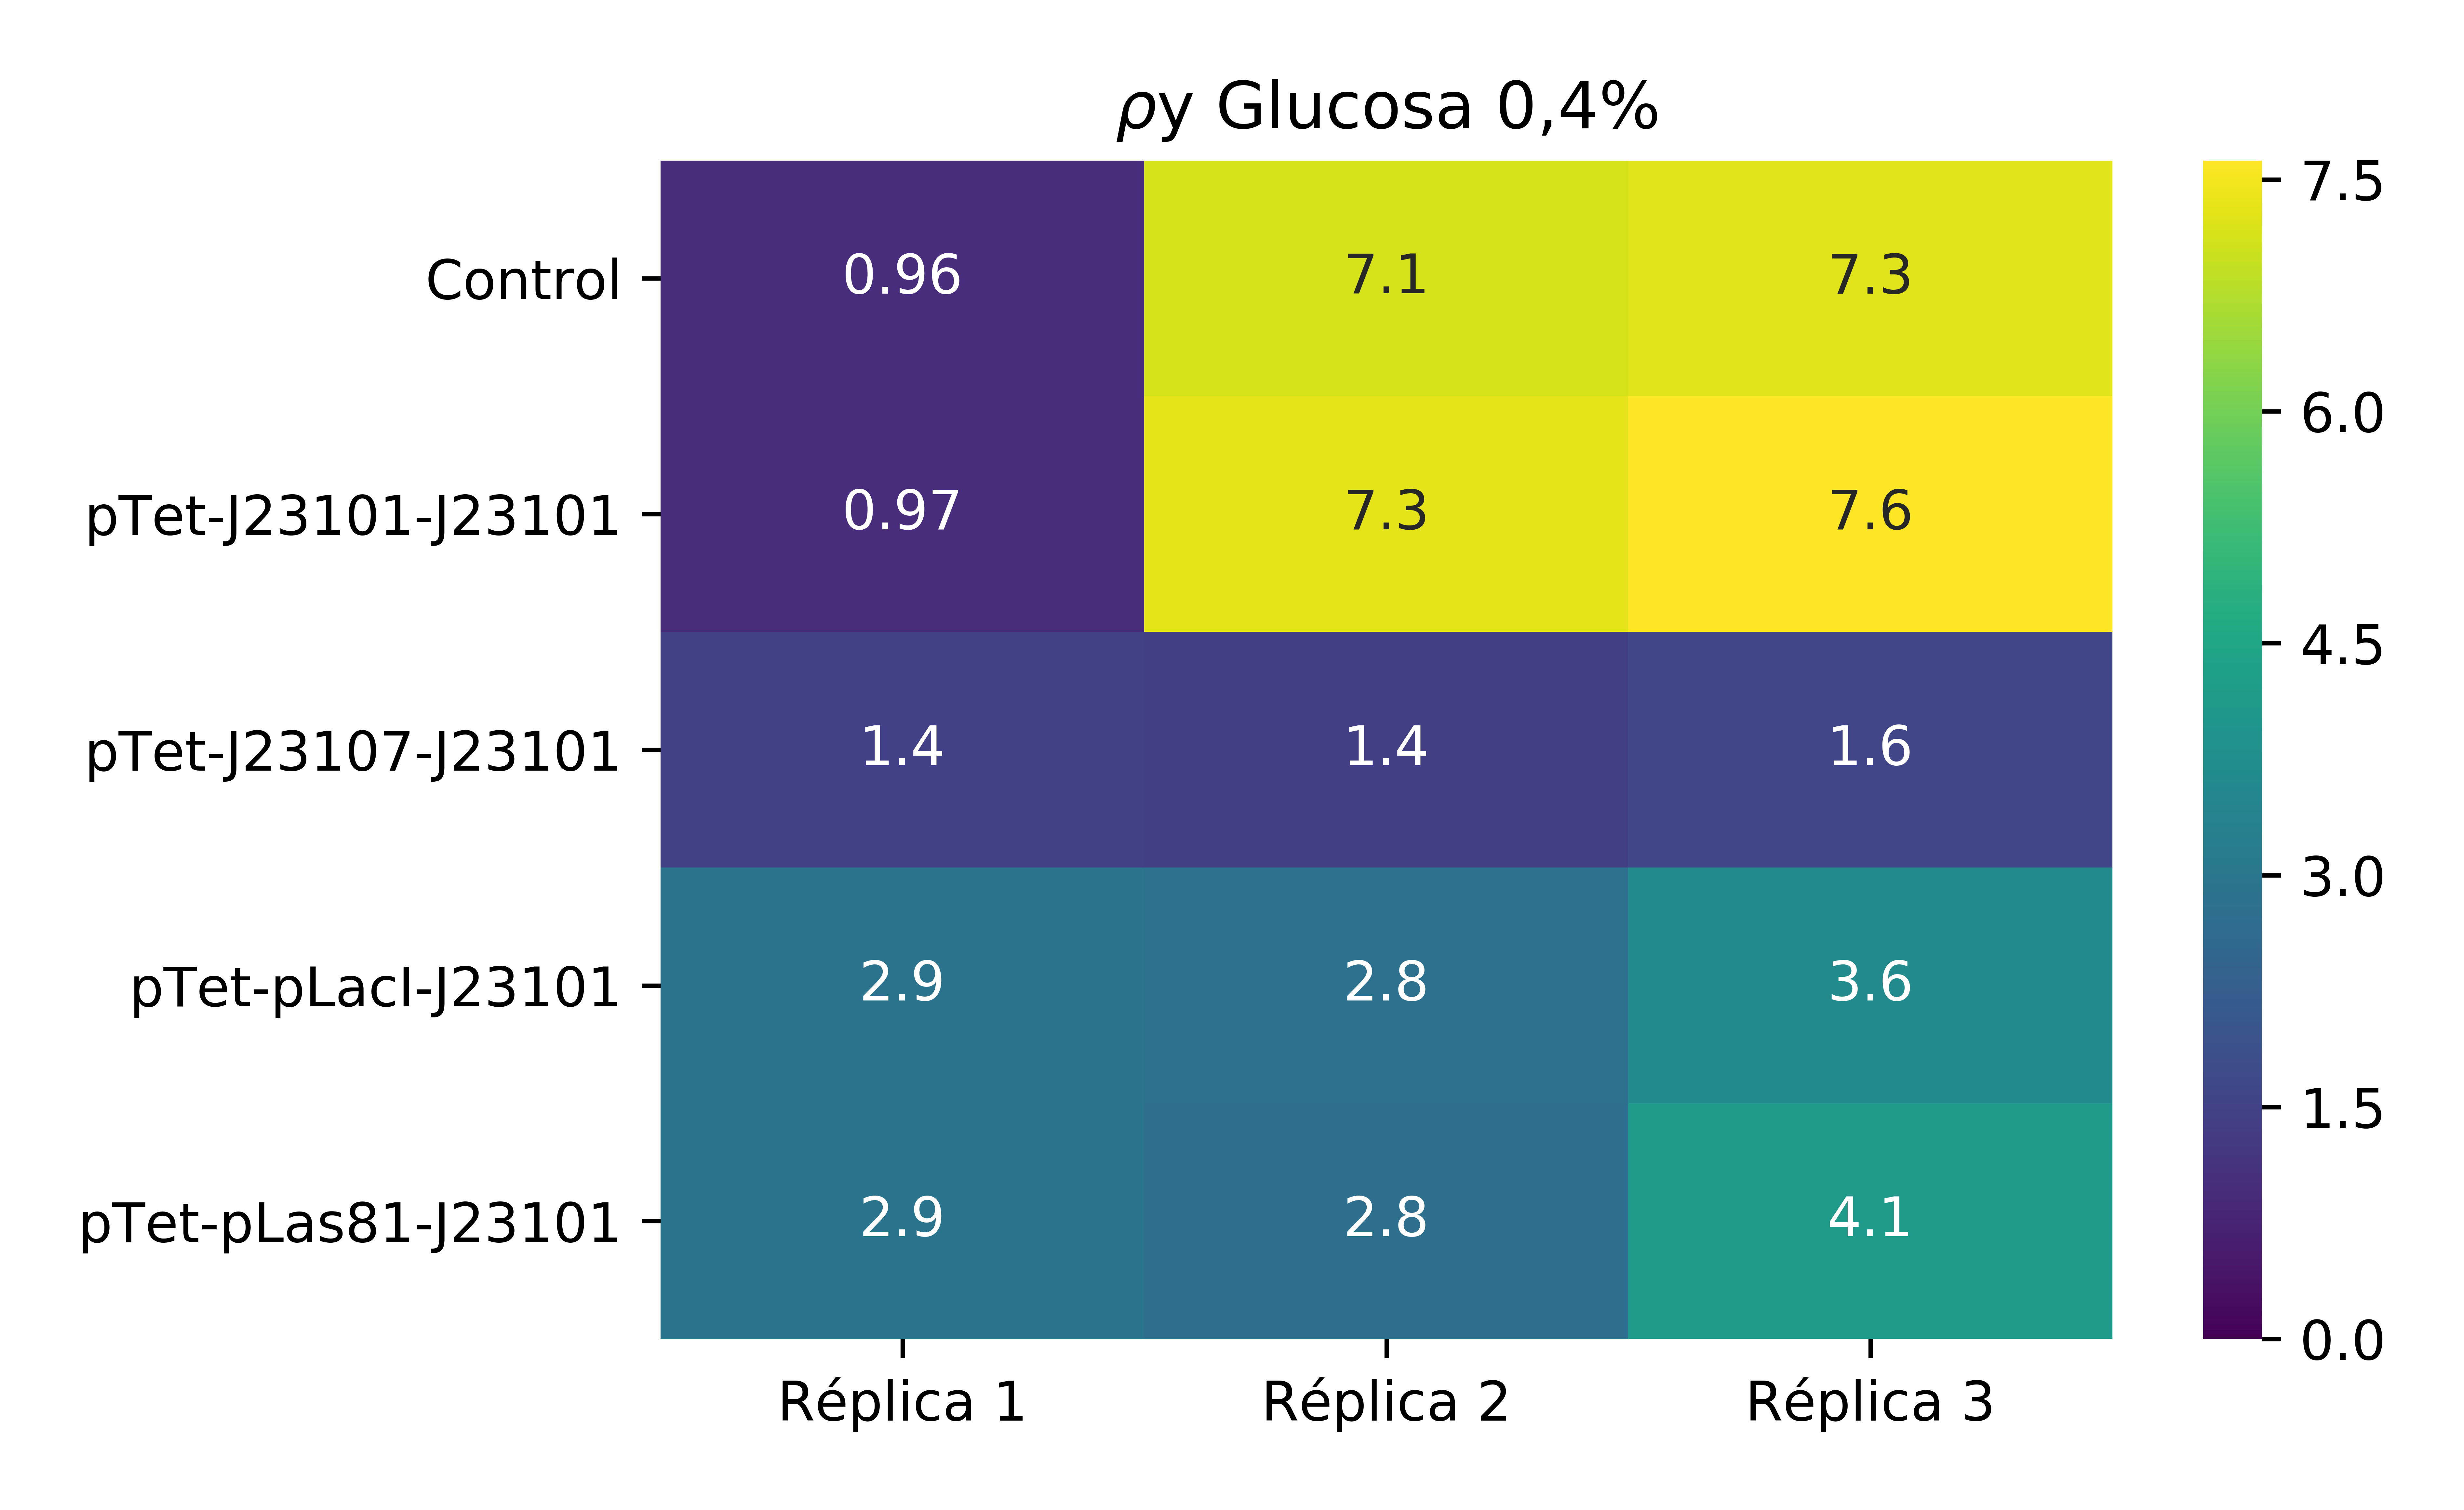 ρy Glucosa 0,4%
Control 0.96 7.1 7.3
pTet-J23101-J23101 0.97 7.3 7.6
pTet-J23107-J23101 1.4 1.4 1.6
pTet-pLacI-J23101 2.9 2.8 3.6
pTet-pLas81-J23101 2.9 2.8 4.1
Réplica 1 Réplica 2 Réplica 3
7.5
6.0
4.5
3.0
1.5
0.0